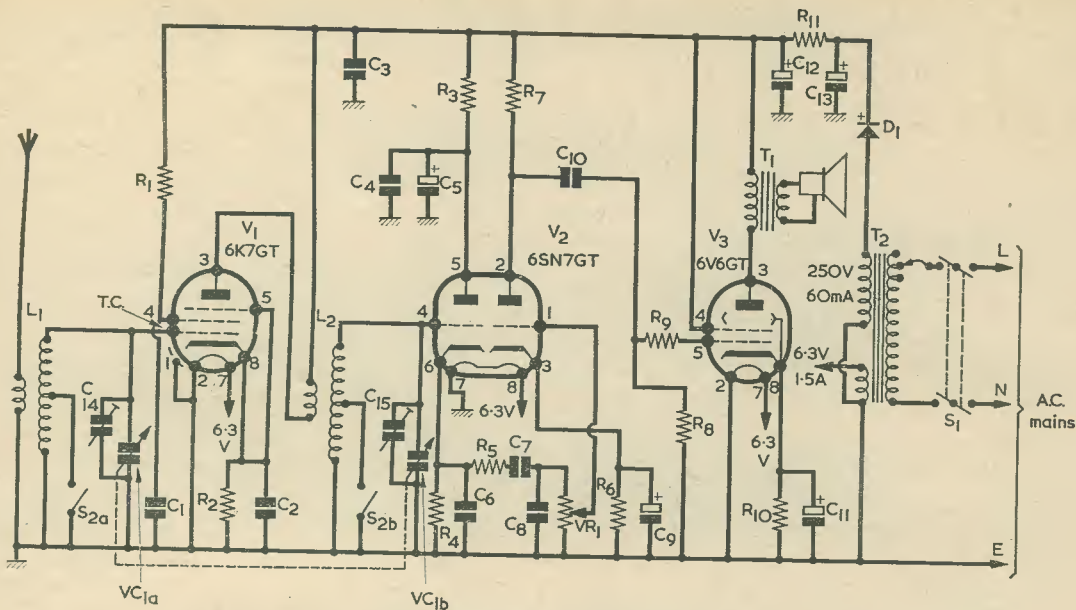 R11
C12
C13
C3
R3
R7
D1
C10
T1
R1
C4
C5
V1
6K7GT
V2
6SN7GT
V3
6V6GT
T2
L
250V
60mA
3
5
2
3
T.C.
4
5
L1
L2
4
1
R9
4
5
6.3V
1.5A
1
2
7
8
6
7
8
3
2
7
8
N
S1
A.C.
mains
C14
6.3
V
C15
6.3V
R5
C7
R6
R8
6.3
V
S2a
C1
R2
C2
S2b
R4
C6
C8
VR1
C9
R10
C11
E
VC1a
VC1b